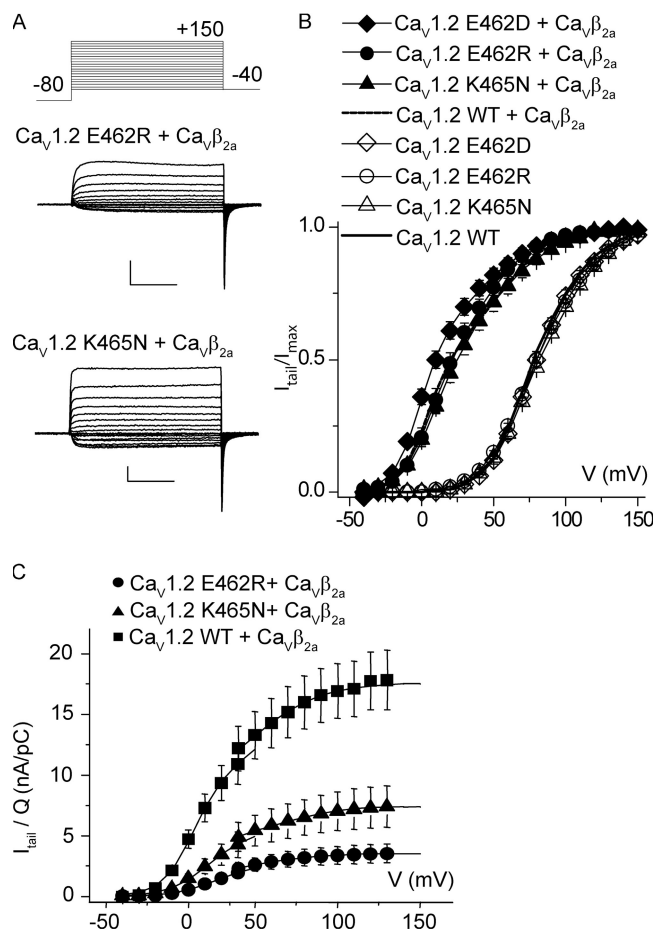 A
+150
-80
-40
CaV1.2 E462R + CaVβ2a
CaV1.2 K465N + CaVβ2a
B
CaV1.2 E462D + CaVβ2a
CaV1.2 E462R + CaVβ2a
CaV1.2 K465N + CaVβ2a
CaV1.2 WT + CaVβ2a
CaV1.2 E462D
CaV1.2 E462R
CaV1.2 K465N
CaV1.2 WT
Itail/Imax
1.0
0.5
0.0
V (mV)
-50 0 50 100 150
C
CaV1.2 E462R+ CaVβ2a
CaV1.2 K465N+ CaVβ2a
CaV1.2 WT + CaVβ2a
Itail / Q (nA/pC)
20
15
10
5
0
V (mV)
-50 0 50 100 150